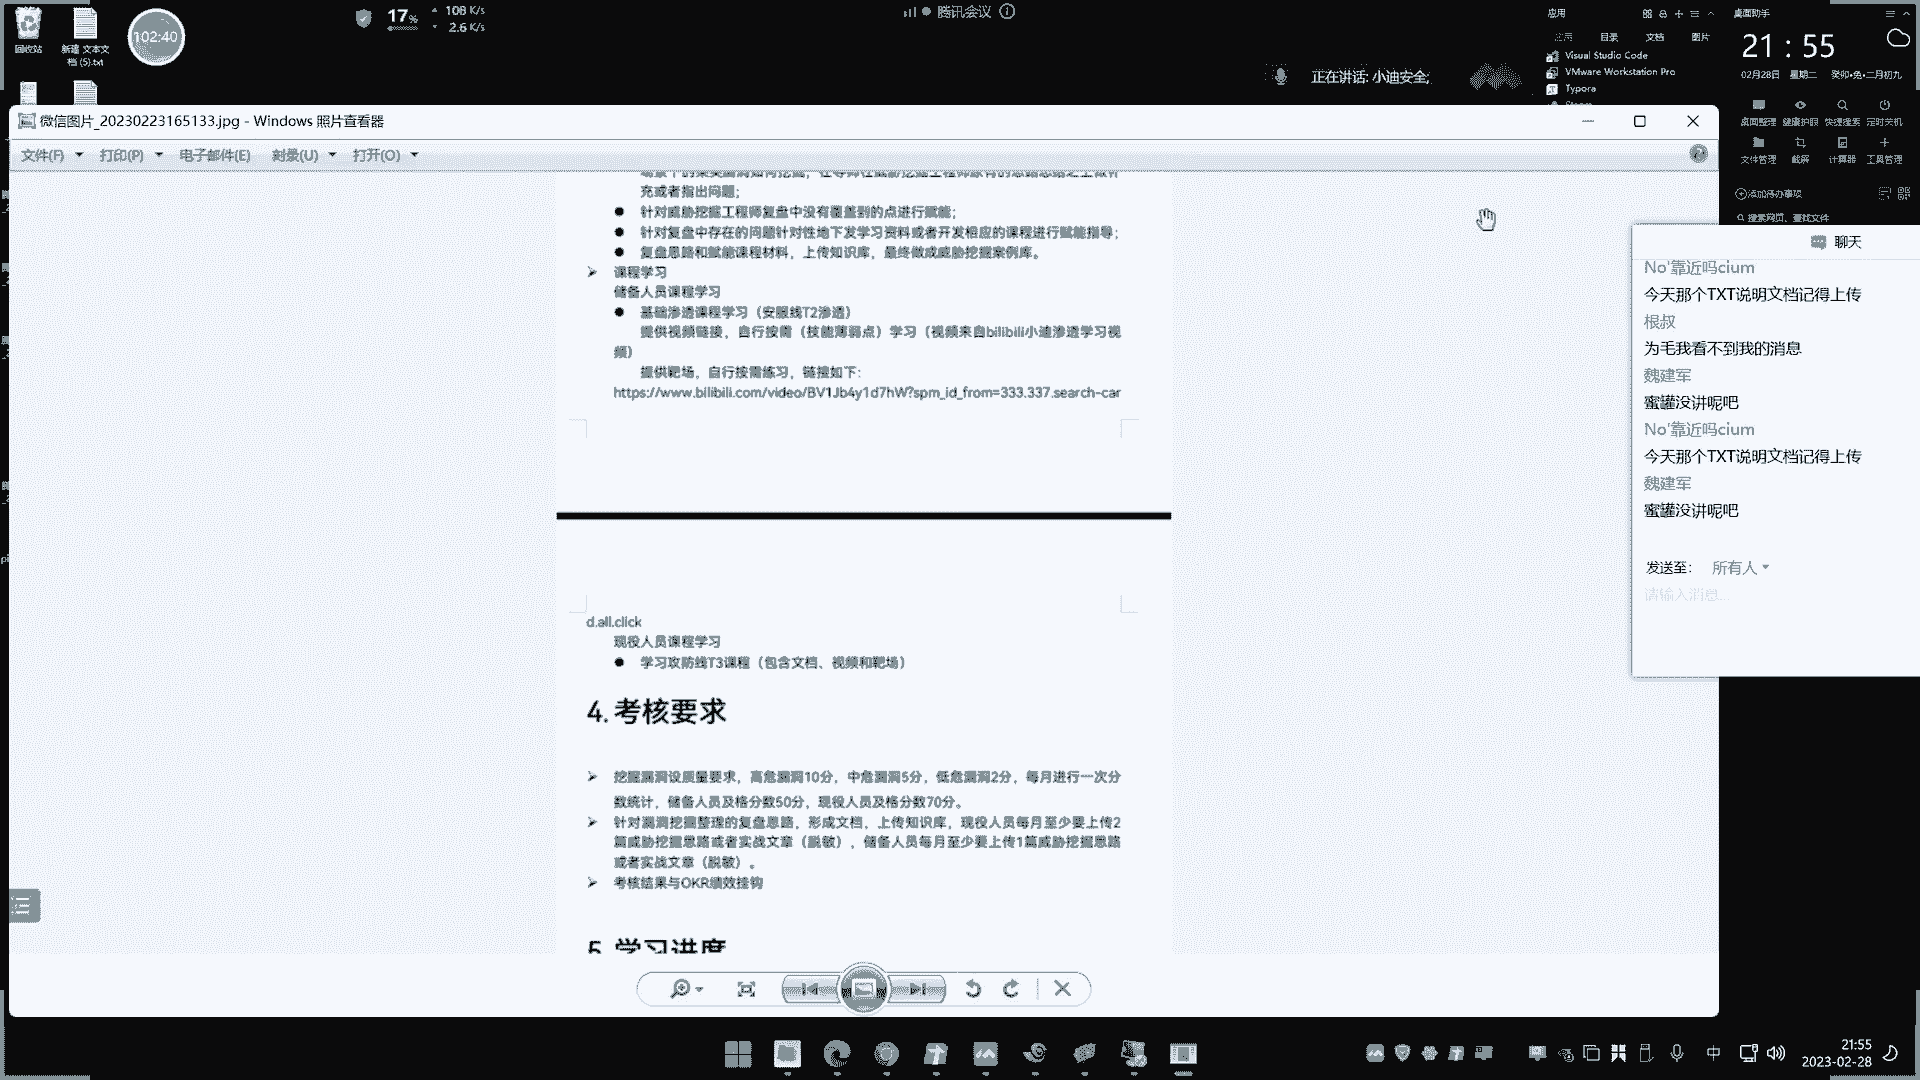 回收站
新建 文本文
档 (5).txt
102:40
17%
108 K/s
2.6 K/s
腾讯会议
正在讲话: 小迪安全;
应用
目录
文档
图片
Visual Studio Code
VMware Workstation Pro
Typora
桌面助手
21:55
02月28日 星期二 癸卯•兔•二月初九
桌面整理 健康护眼 快捷搜索 定时关机
文件管理 截屏 计算器 工具管理
添加待办事项
搜索网页、查找文件
微信图片_20230223165133.jpg - Windows 照片查看器
文件(F) 打印(P) 电子邮件(E) 刻录(U) 打开(O)
充或者指出问题;
● 针对威胁挖掘工程师复盘中没有覆盖到的点进行赋能;
● 针对复盘中存在的问题针对性地下发学习资料或者开发相应的课程进行赋能指导;
● 复盘思路和赋能课程材料，上传知识库，最终做成威胁挖掘案例库。
➢ 课程学习
储备人员课程学习
● 基础渗透课程学习（安服线T2渗透）
提供视频链接，自行按需（技能薄弱点）学习（视频来自bilibili小迪渗透学习视
频）
提供靶场，自行按需练习，链接如下:
https://www.bilibili.com/video/BV1Jb4y1d7hW?spm_id_from=333.337.search-car
d.all.click
现役人员课程学习
● 学习攻防线T3课程（包含文档、视频和靶场）
4. 考核要求
➢ 挖掘漏洞设质量要求，高危漏洞10分，中危漏洞5分，低危漏洞2分，每月进行一次分
数统计，储备人员及格分数50分，现役人员及格分数70分。
➢ 针对漏洞挖掘整理的复盘思路，形成文档，上传知识库，现役人员每月至少要上传2
篇威胁挖掘思路或者实战文章（脱敏），储备人员每月至少要上传1篇威胁挖掘思路
或者实战文章（脱敏）。
➢ 考核结果与OKR绩效挂钩
5. 学习进度
聊天
No'靠近吗cium
今天那个TXT说明文档记得上传
根叔
为毛我看不到我的消息
魏建军
蜜罐没讲呢吧
No'靠近吗cium
今天那个TXT说明文档记得上传
魏建军
蜜罐没讲呢吧
发送至: 所有人
请输入消息...
中
21:55
2023-02-28